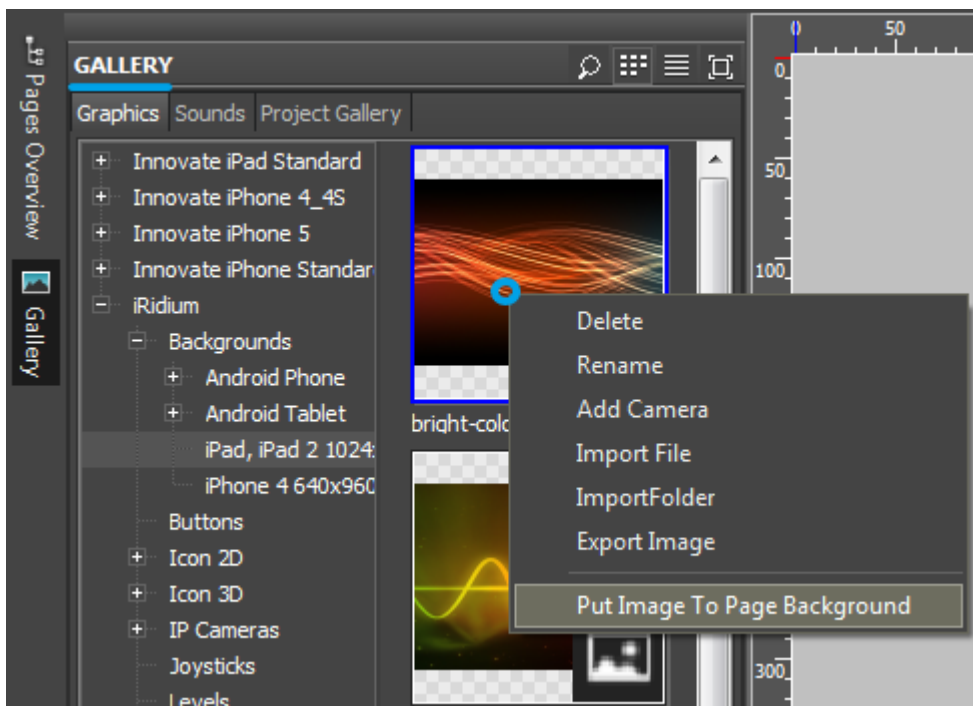 Pages Overview
Gallery
GALLERY
Graphics Sounds Project Gallery
Innovate iPad Standard
Innovate iPhone 4_4S
Innovate iPhone 5
Innovate iPhone Standar
iRidium
Backgrounds
Android Phone
Android Tablet
iPad, iPad 2 1024
iPhone 4 640x960
Buttons
Icon 2D
Icon 3D
IP Cameras
Joysticks
Levels
bright-colo
Delete
Rename
Add Camera
Import File
ImportFolder
Export Image
Put Image To Page Background
0 50
0
50
100
300